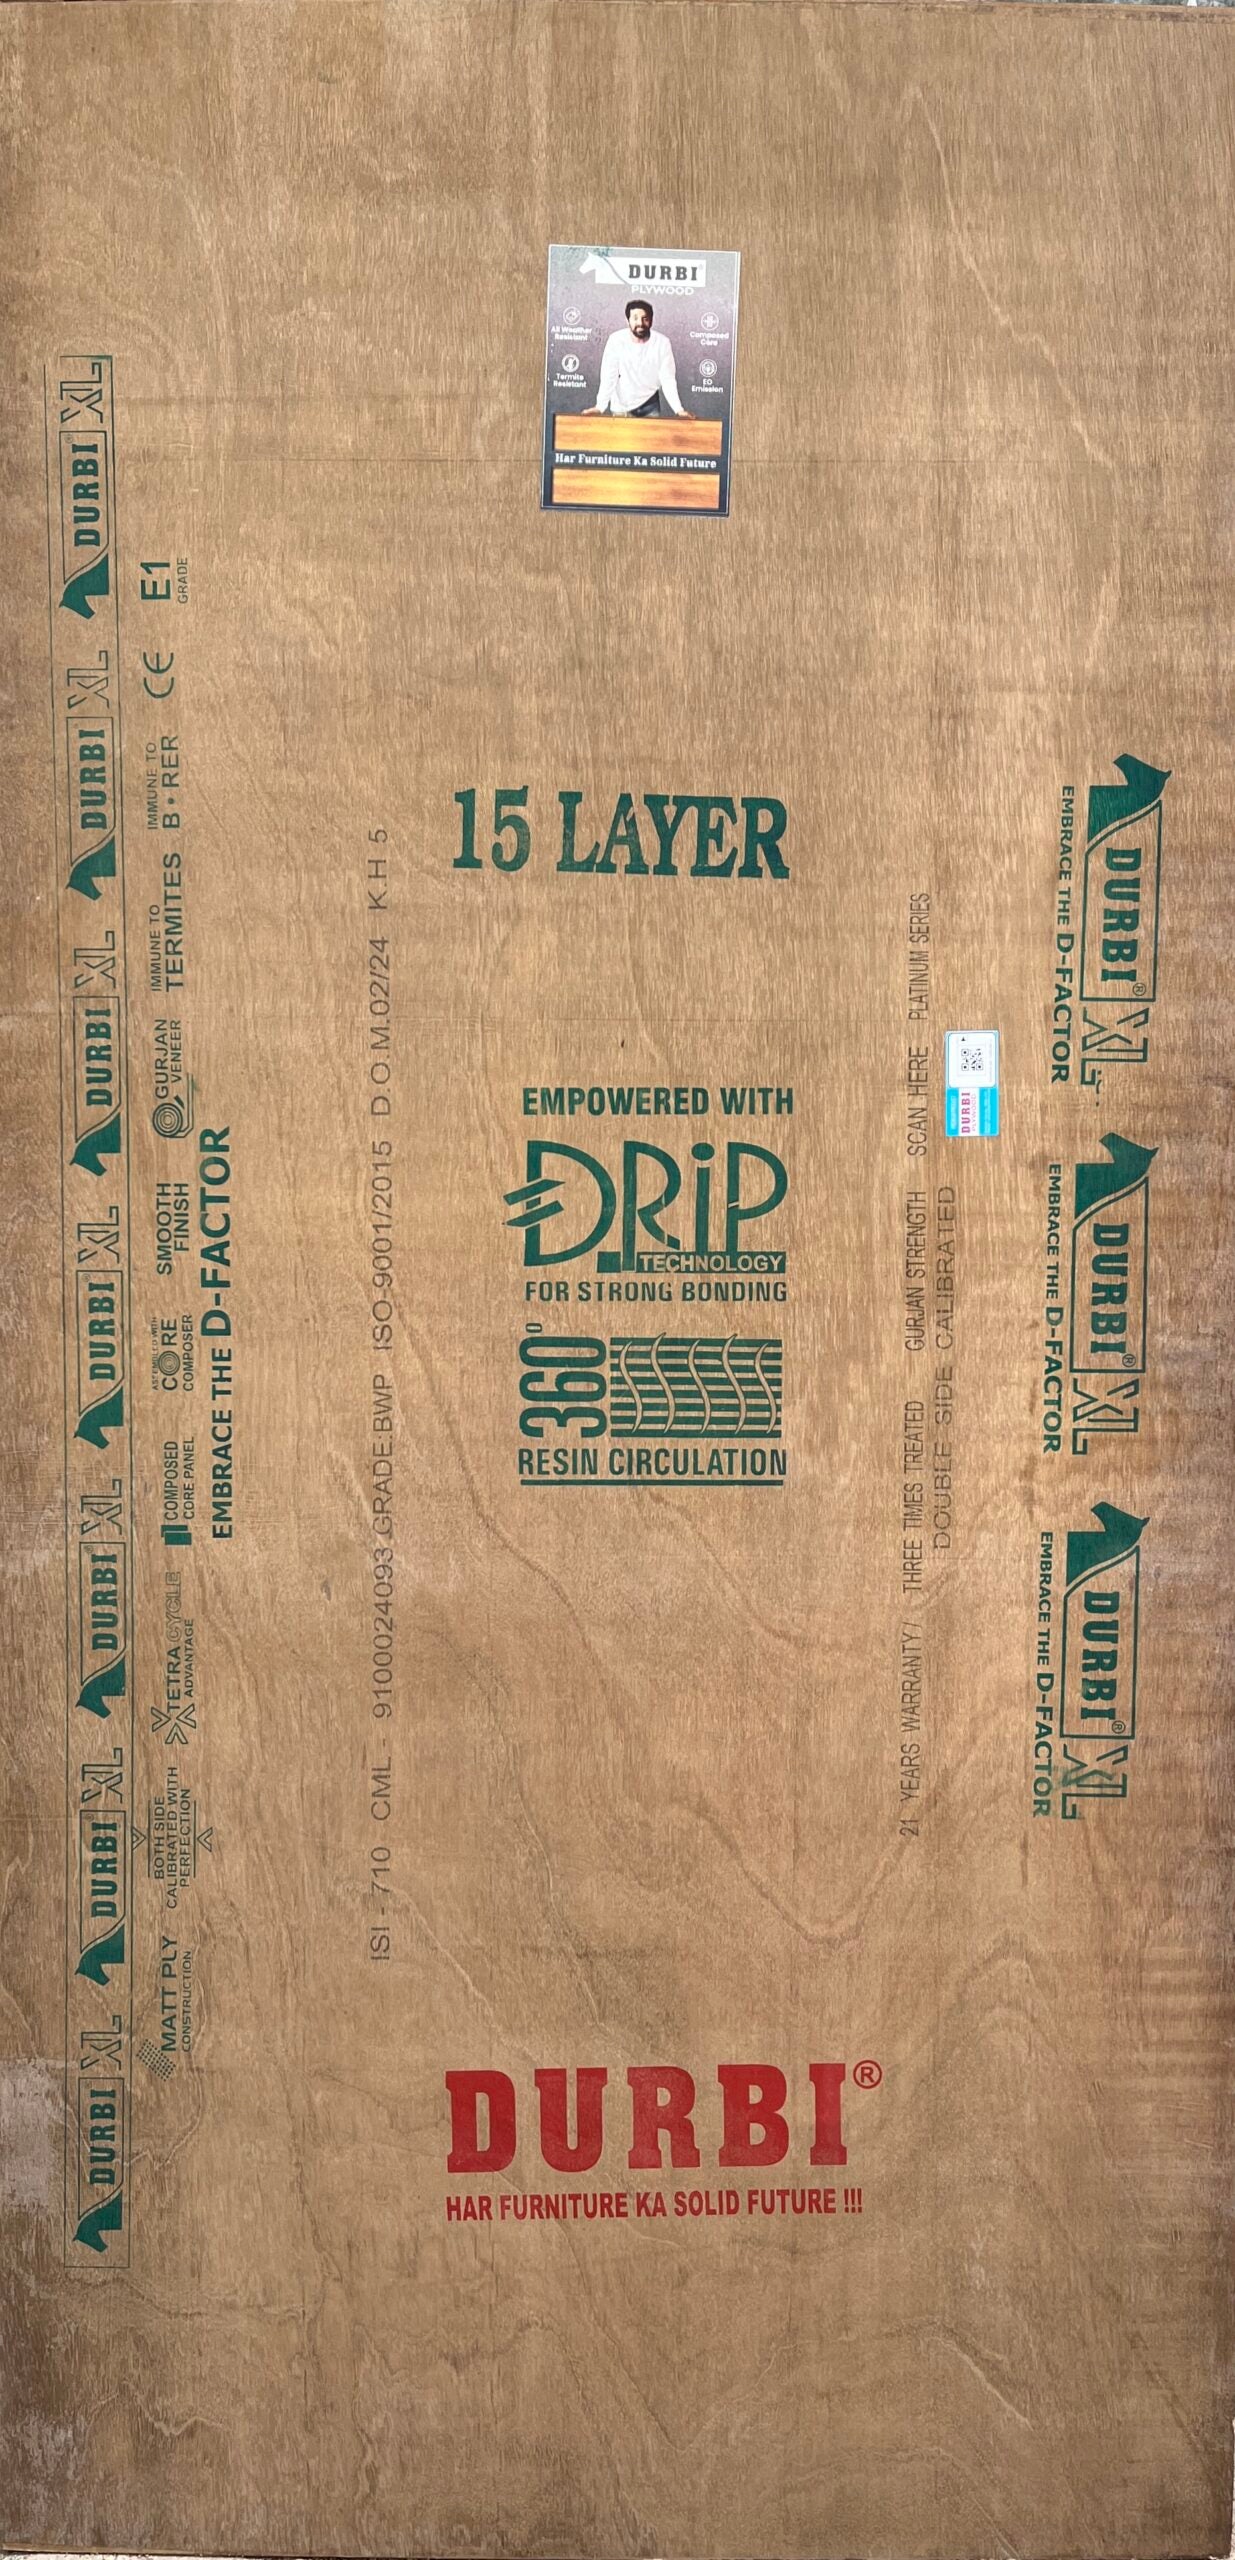 DURBI
PLYWOOD
All Weather
Resistant
Composed
Core
Termite
Resistant
E0
Emission
Har Furniture Ka Solid Future
15 LAYER
EMPOWERED WITH
DRiP
TECHNOLOGY
FOR STRONG BONDING
360°
RESIN CIRCULATION
DURBI®
HAR FURNITURE KA SOLID FUTURE !!!
DURBI XL DURBI XL DURBI XL DURBI XL DURBI XL DURBI XL DURBI® XL
MATT PLY
CONSTRUCTION
BOTH SIDE
CALIBRATED WITH
PERFECTION
TETRA CYCLE
ADVANTAGE
COMPOSED
CORE PANEL
ASSEMBLED WITH
CORE
COMPOSER
SMOOTH
FINISH
GURJAN
VENEER
IMMUNE TO
TERMITES
IMMUNE TO
B•RER
CE
E1
GRADE
EMBRACE THE D-FACTOR
ISI - 710 CML - 9100024093 GRADE:BWP ISO-9001/2015 D.O.M.02/24 K.H 5
21 YEARS WARRANTY/ THREE TIMES TREATED GURJAN STRENGTH SCAN HERE PLATINUM SERIES
DOUBLE SIDE CALIBRATED
DURBI
PLYWOOD
DURBI® XL
EMBRACE THE D-FACTOR
DURBI® XL
EMBRACE THE D-FACTOR
DURBI® XL
EMBRACE THE D-FACTOR